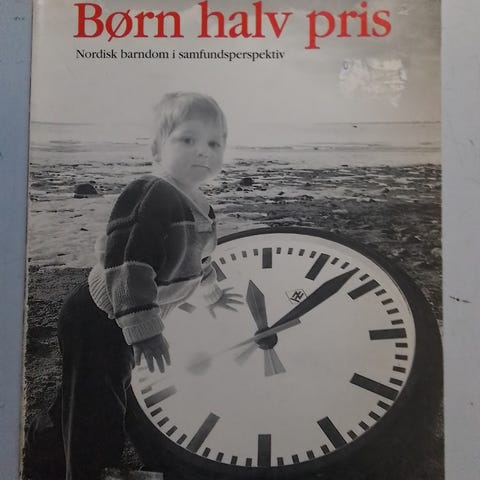 Børn halv pris
Nordisk barndom i samfundsperspektiv